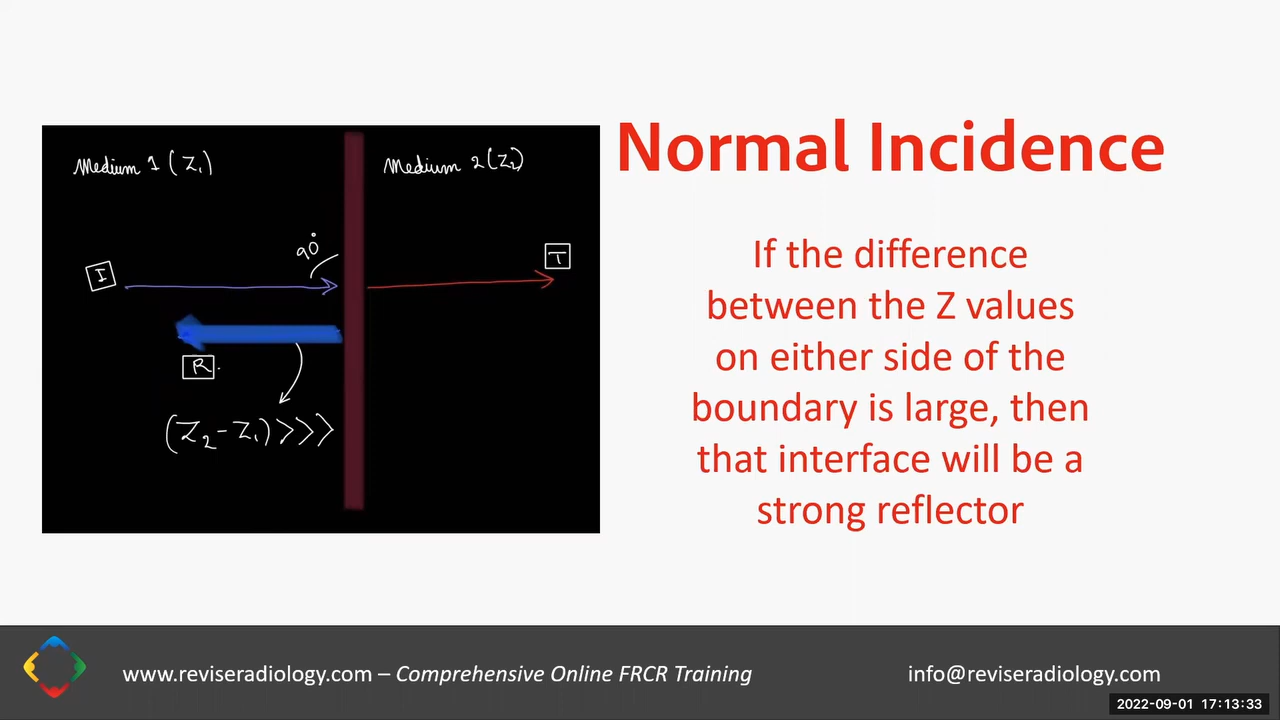 Medium 1 (Z₁)
Medium 2 (Z₂)
90°
I
T
R
(Z₂-Z₁)>>>
Normal Incidence
If the difference
between the Z values
on either side of the
boundary is large, then
that interface will be a
strong reflector
www.reviseradiology.com – Comprehensive Online FRCR Training
info@reviseradiology.com
2022-09-01 17:13:33